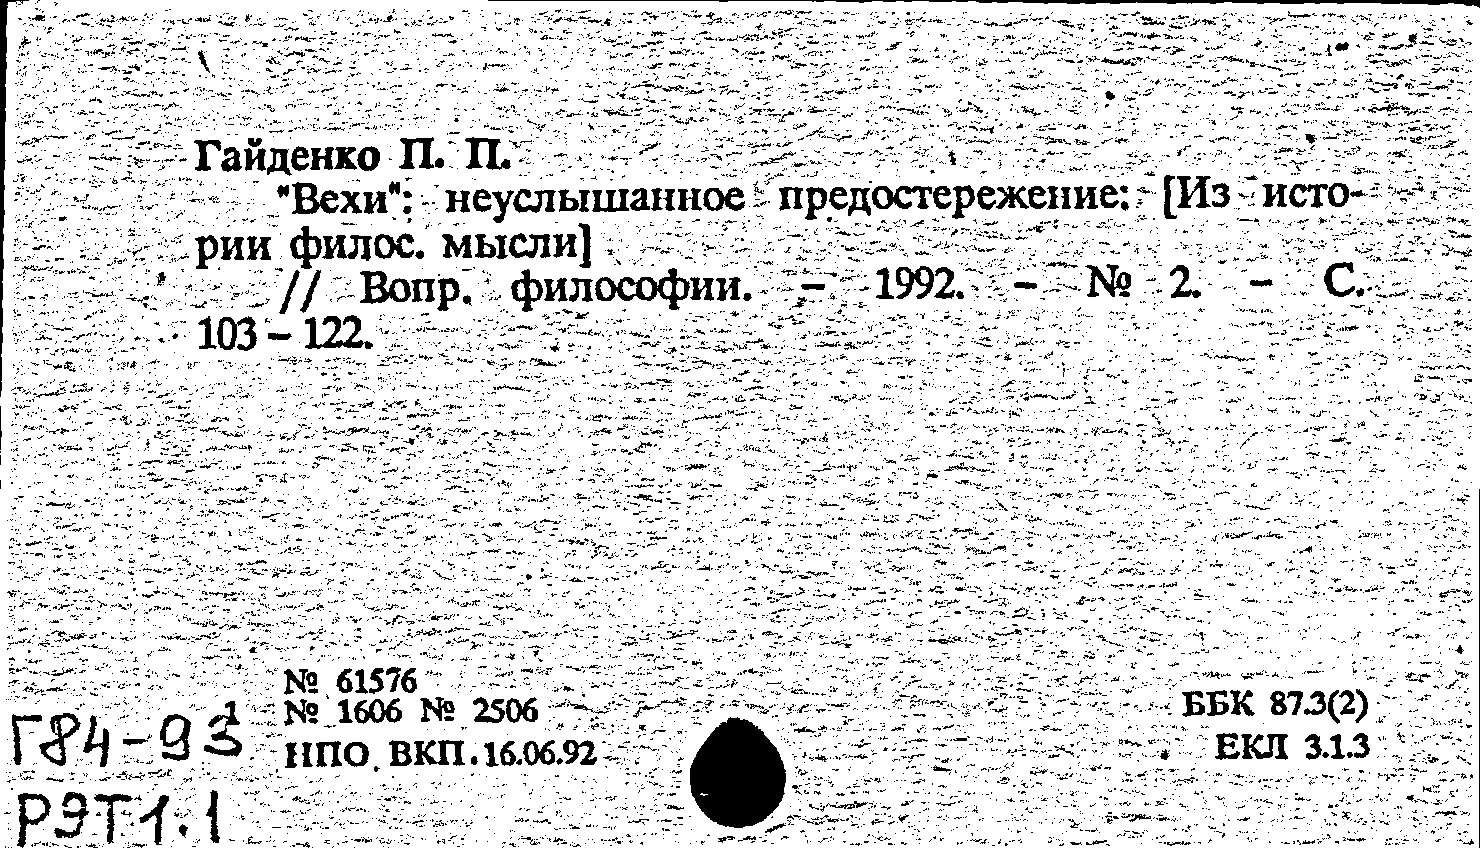 Гайденко П. П.
"Вехи": неуслышанное предостережение: [Из исто-
рии филос. мысли]
// Вопр. философии. – 1992. – № 2. – С.
103 – 122.
№ 61576
№ 1606 № 2506
НПО ВКП. 16.06.92
ББК 87.3(2)
ЕКЛ 3.1.3
Г84-93
РЭТ1.1